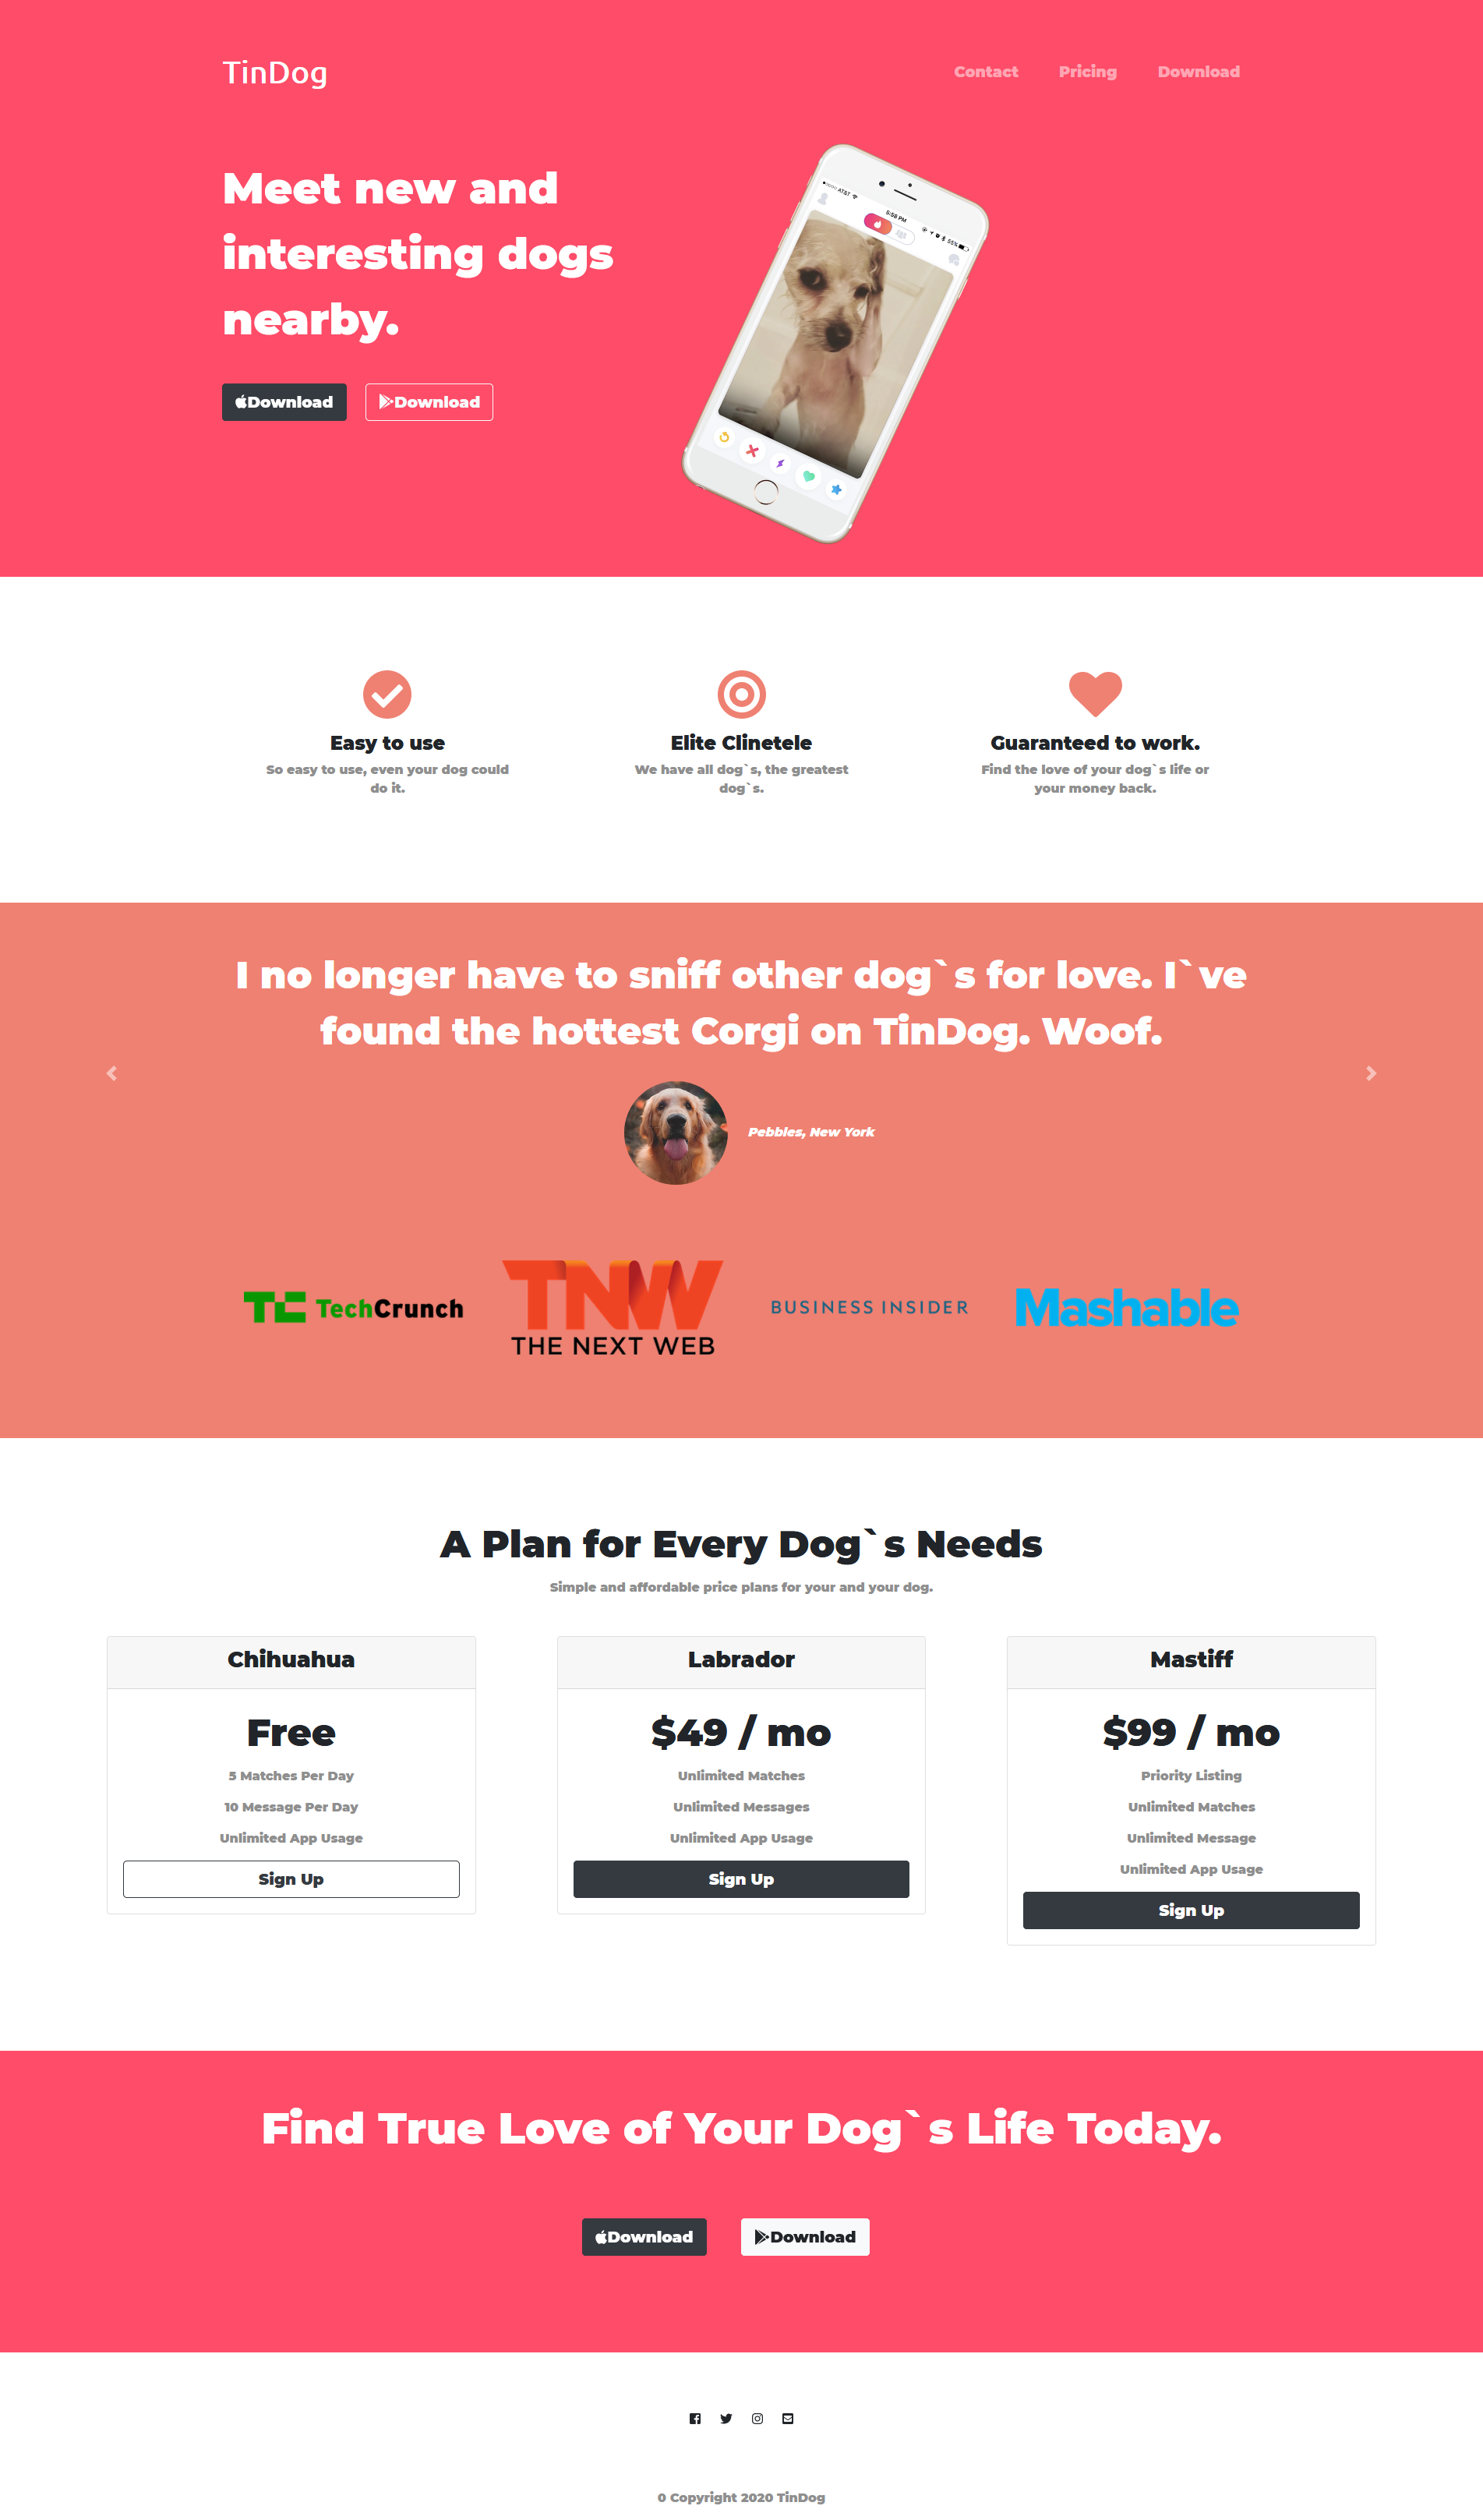 TinDog
Contact Pricing Download
Meet new and
interesting dogs
nearby.
AT&T 5:58 PM 55%
Download Download
Easy to use
So easy to use, even your dog could
do it.
Elite Clinetele
We have all dog`s, the greatest
dog`s.
Guaranteed to work.
Find the love of your dog`s life or
your money back.
I no longer have to sniff other dog`s for love. I`ve
found the hottest Corgi on TinDog. Woof.
Pebbles, New York
TC TechCrunch
TNW
THE NEXT WEB
BUSINESS INSIDER
Mashable
A Plan for Every Dog`s Needs
Simple and affordable price plans for your and your dog.
Chihuahua
Free
5 Matches Per Day
10 Message Per Day
Unlimited App Usage
Sign Up
Labrador
$49 / mo
Unlimited Matches
Unlimited Messages
Unlimited App Usage
Sign Up
Mastiff
$99 / mo
Priority Listing
Unlimited Matches
Unlimited Message
Unlimited App Usage
Sign Up
Find True Love of Your Dog`s Life Today.
Download Download
0 Copyright 2020 TinDog